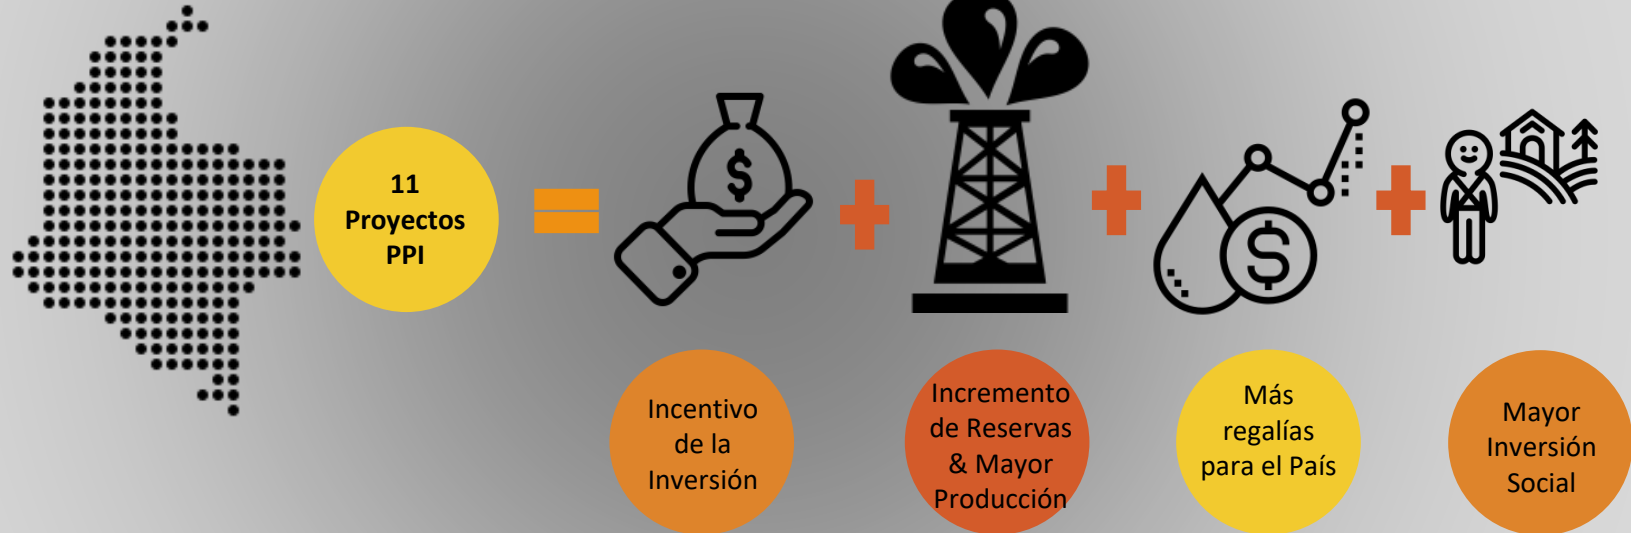 11
Proyectos
PPI
$
$
Incentivo
de la
Inversión
Incremento
de Reservas
& Mayor
Producción
Más
regalías
para el País
Mayor
Inversión
Social